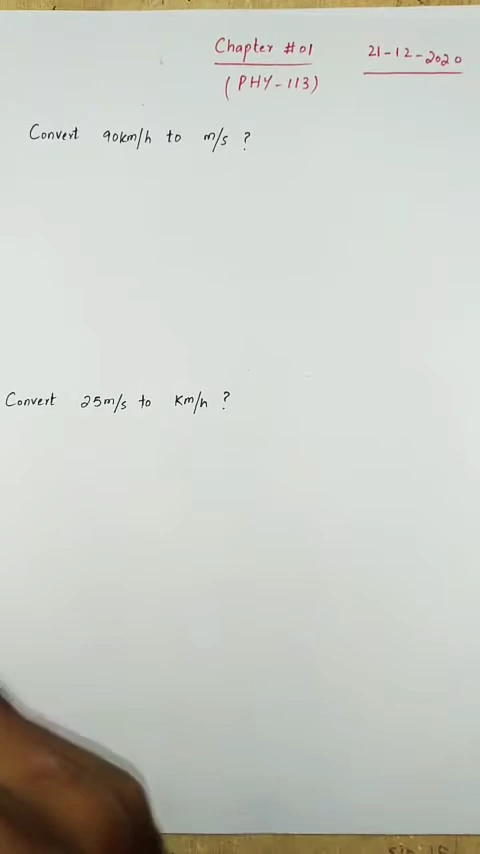 Chapter #01 21-12-2020
(PHY-113)
Convert 90km/h to m/s ?
Convert 25m/s to Km/h ?